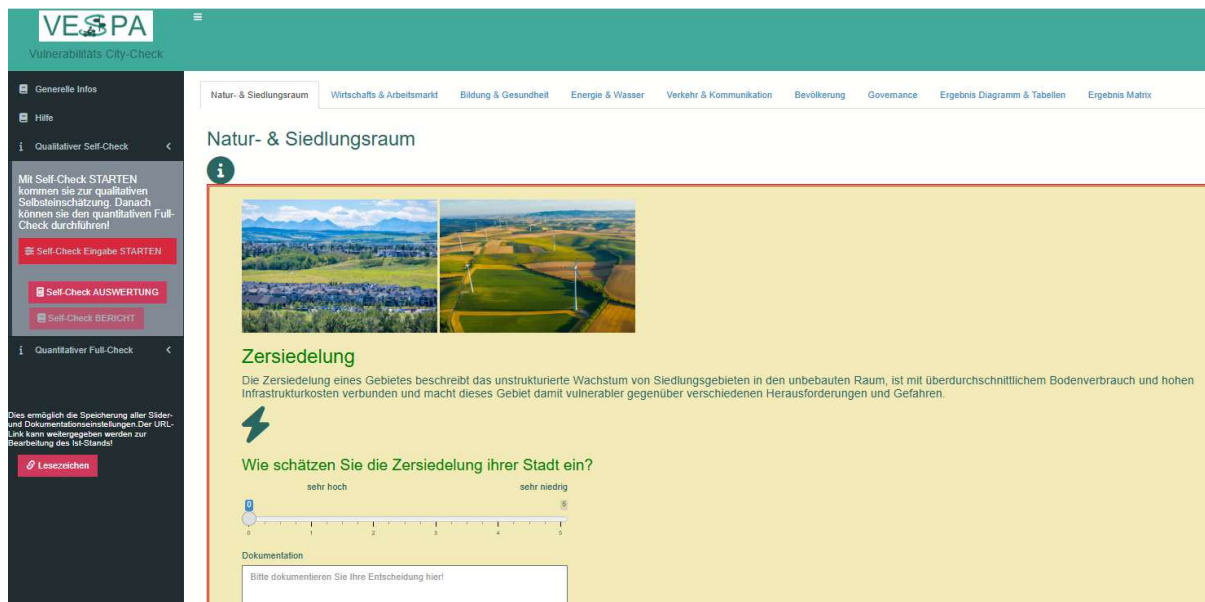 VESPA
Vulnerabilitäts City-Check
Generelle Infos
Hilfe
Qualitativer Self-Check
Mit Self-Check STARTEN
kommen sie zur qualitativen
Selbsteinschätzung. Danach
können sie den quantitativen Full-
Check durchführen!
Self-Check Eingabe STARTEN
Self-Check AUSWERTUNG
Self-Check BERICHT
Quantitativer Full-Check
Dies ermöglich die Speicherung aller Slider-
und Dokumentationseinstellungen.Der URL-
Link kann weitergegeben werden zur
Bearbeitung des Ist-Stands!
Lesezeichen
Natur- & Siedlungsraum Wirtschafts & Arbeitsmarkt Bildung & Gesundheit Energie & Wasser Verkehr & Kommunikation Bevölkerung Governance Ergebnis Diagramm & Tabellen Ergebnis Matrix
Natur- & Siedlungsraum
Zersiedelung
Die Zersiedelung eines Gebietes beschreibt das unstrukturierte Wachstum von Siedlungsgebieten in den unbebauten Raum, ist mit überdurchschnittlichem Bodenverbrauch und hohen
Infrastrukturkosten verbunden und macht dieses Gebiet damit vulnerabler gegenüber verschiedenen Herausforderungen und Gefahren.
Wie schätzen Sie die Zersiedelung ihrer Stadt ein?
sehr hoch sehr niedrig
0 5
0 1 2 3 4 5
Dokumentation
Bitte dokumentieren Sie Ihre Entscheidung hier!